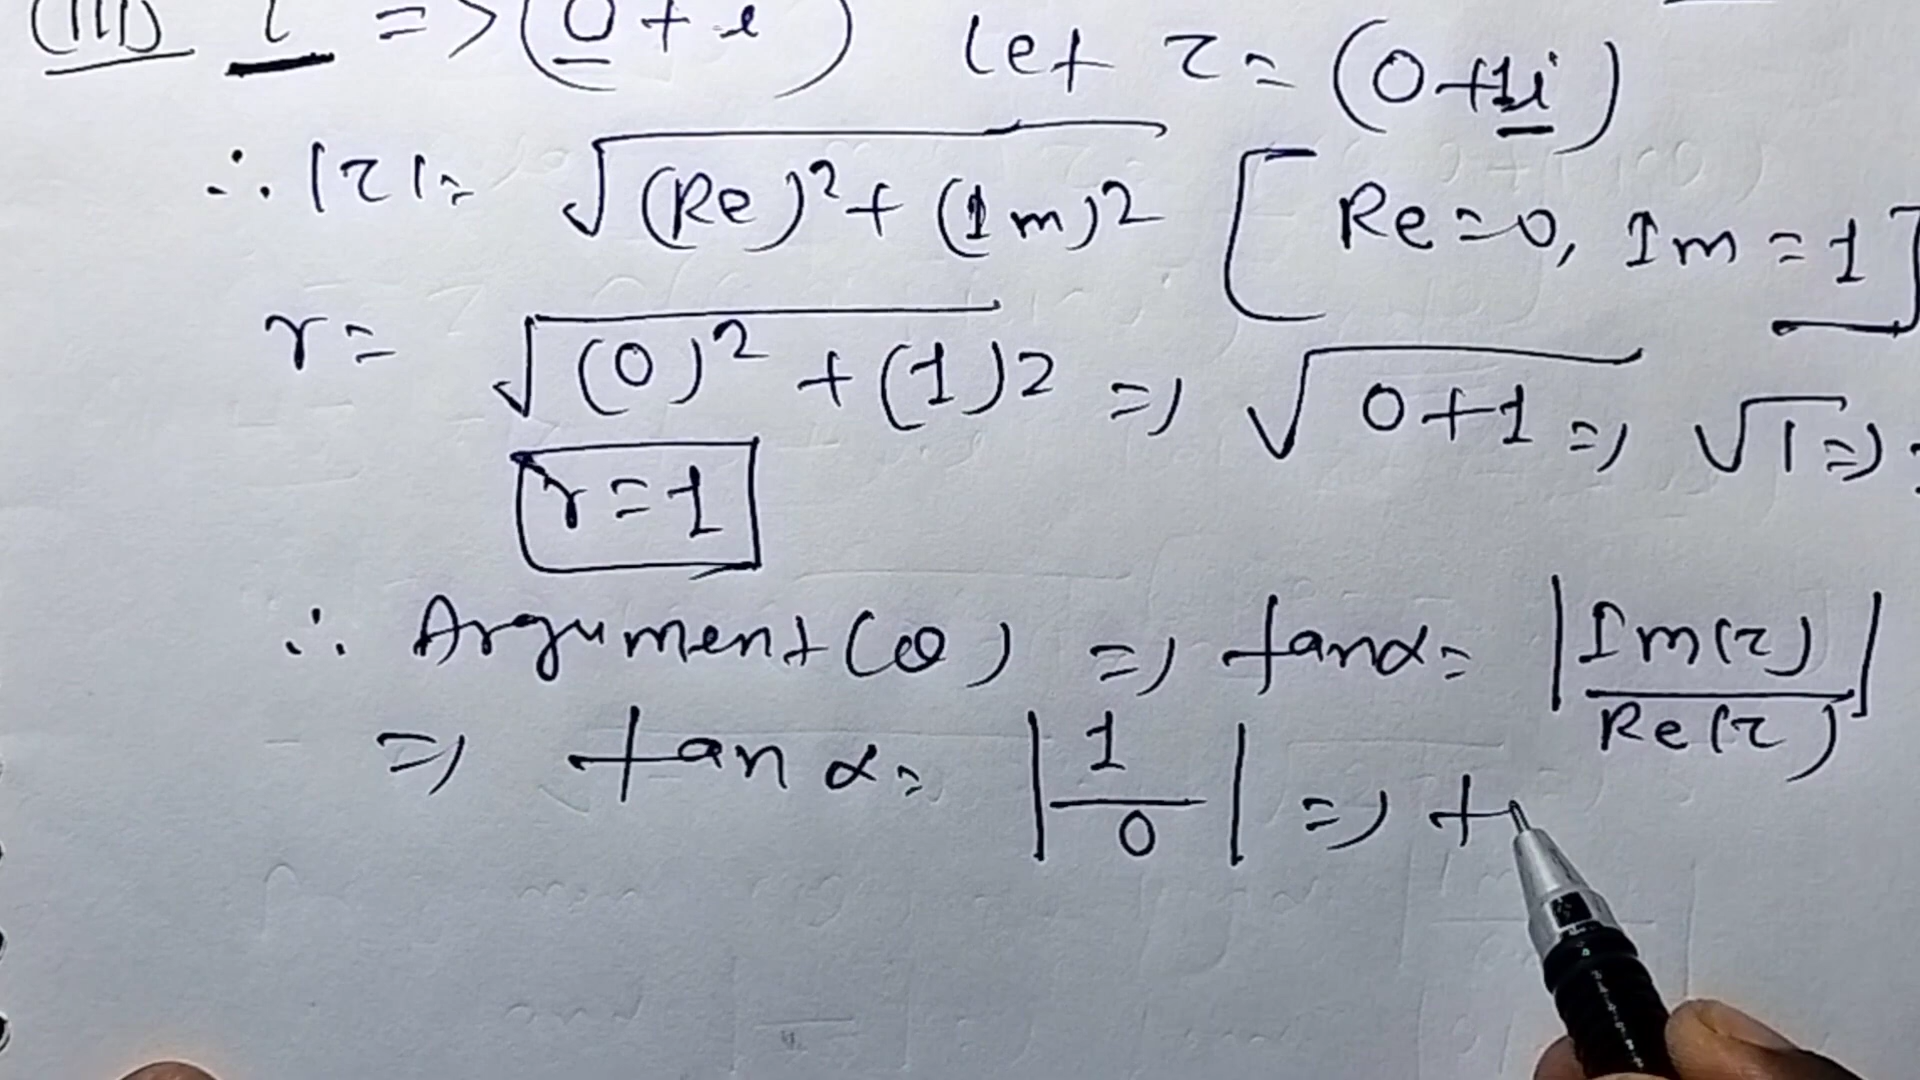 (III) i => (0 + i) Let z = (0+1i)
∴ |z| = √(Re)² + (Im)² [Re=0, Im = 1]
r = √(0)² + (1)2 => √0+1 => √1 =>
r=1
∴ Argument(θ) => tanα = |Im(z)/Re(z)|
=> tan α = |1/0| => t